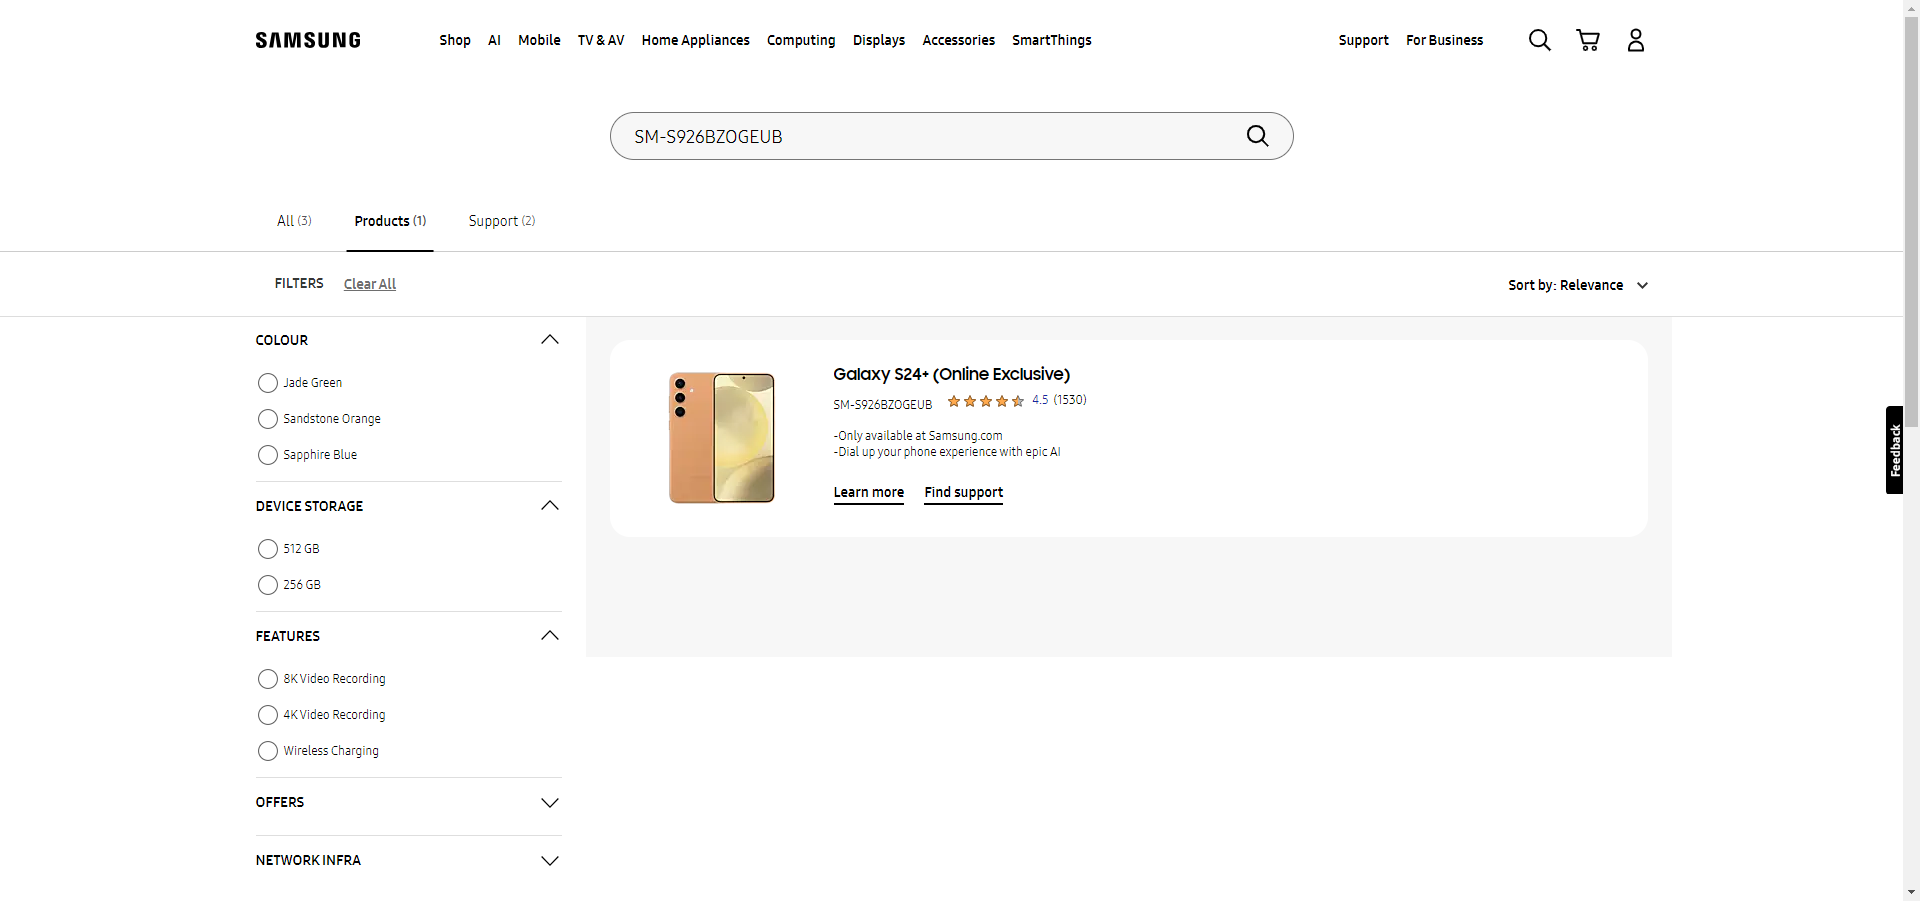 SAMSUNG
Shop AI Mobile TV & AV Home Appliances Computing Displays Accessories SmartThings Support For Business
SM-S926BZOGEUB
All (3) Products (1) Support (2)
FILTERS Clear All Sort by: Relevance
COLOUR
Jade Green
Sandstone Orange
Sapphire Blue
DEVICE STORAGE
512 GB
256 GB
FEATURES
8K Video Recording
4K Video Recording
Wireless Charging
OFFERS
NETWORK INFRA
Galaxy S24+ (Online Exclusive)
SM-S926BZOGEUB 4.5 (1530)
-Only available at Samsung.com
-Dial up your phone experience with epic AI
Learn more Find support
Feedback